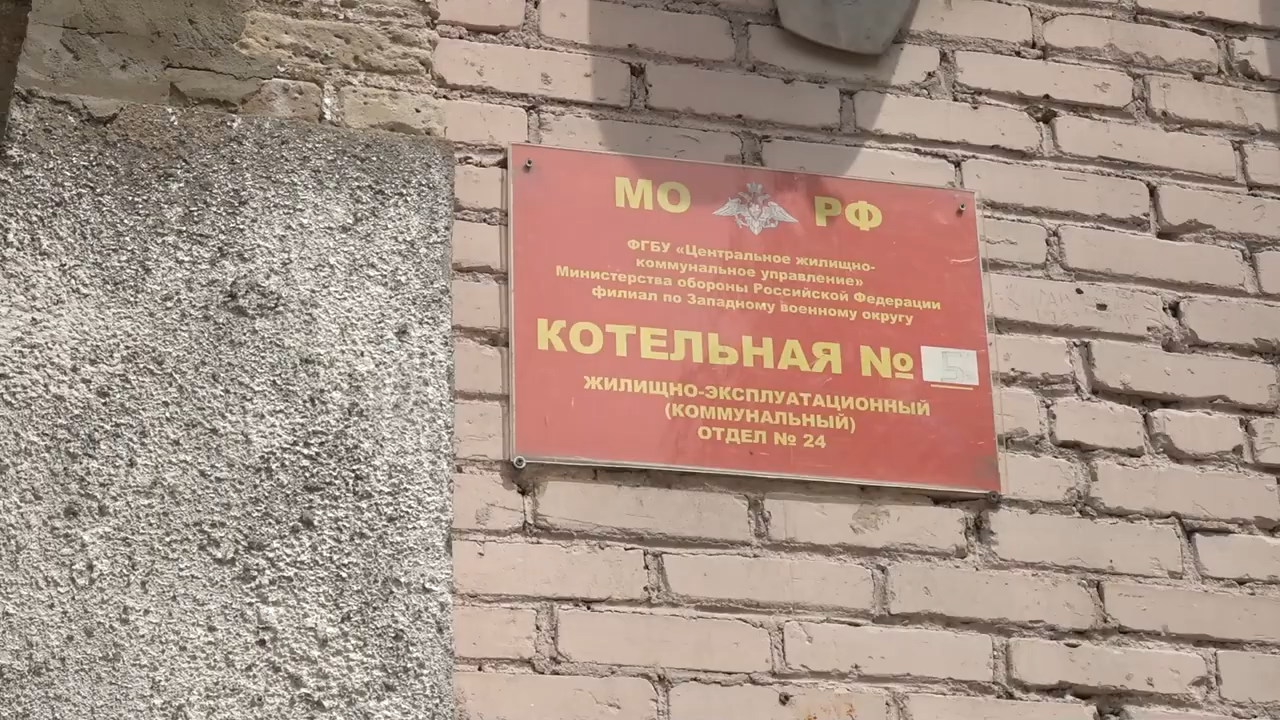 МО РФ
ФГБУ «Центральное жилищно-
коммунальное управление»
Министерства обороны Российской Федерации
филиал по Западному военному округу
КОТЕЛЬНАЯ № 5
ЖИЛИЩНО-ЭКСПЛУАТАЦИОННЫЙ
(КОММУНАЛЬНЫЙ)
ОТДЕЛ № 24